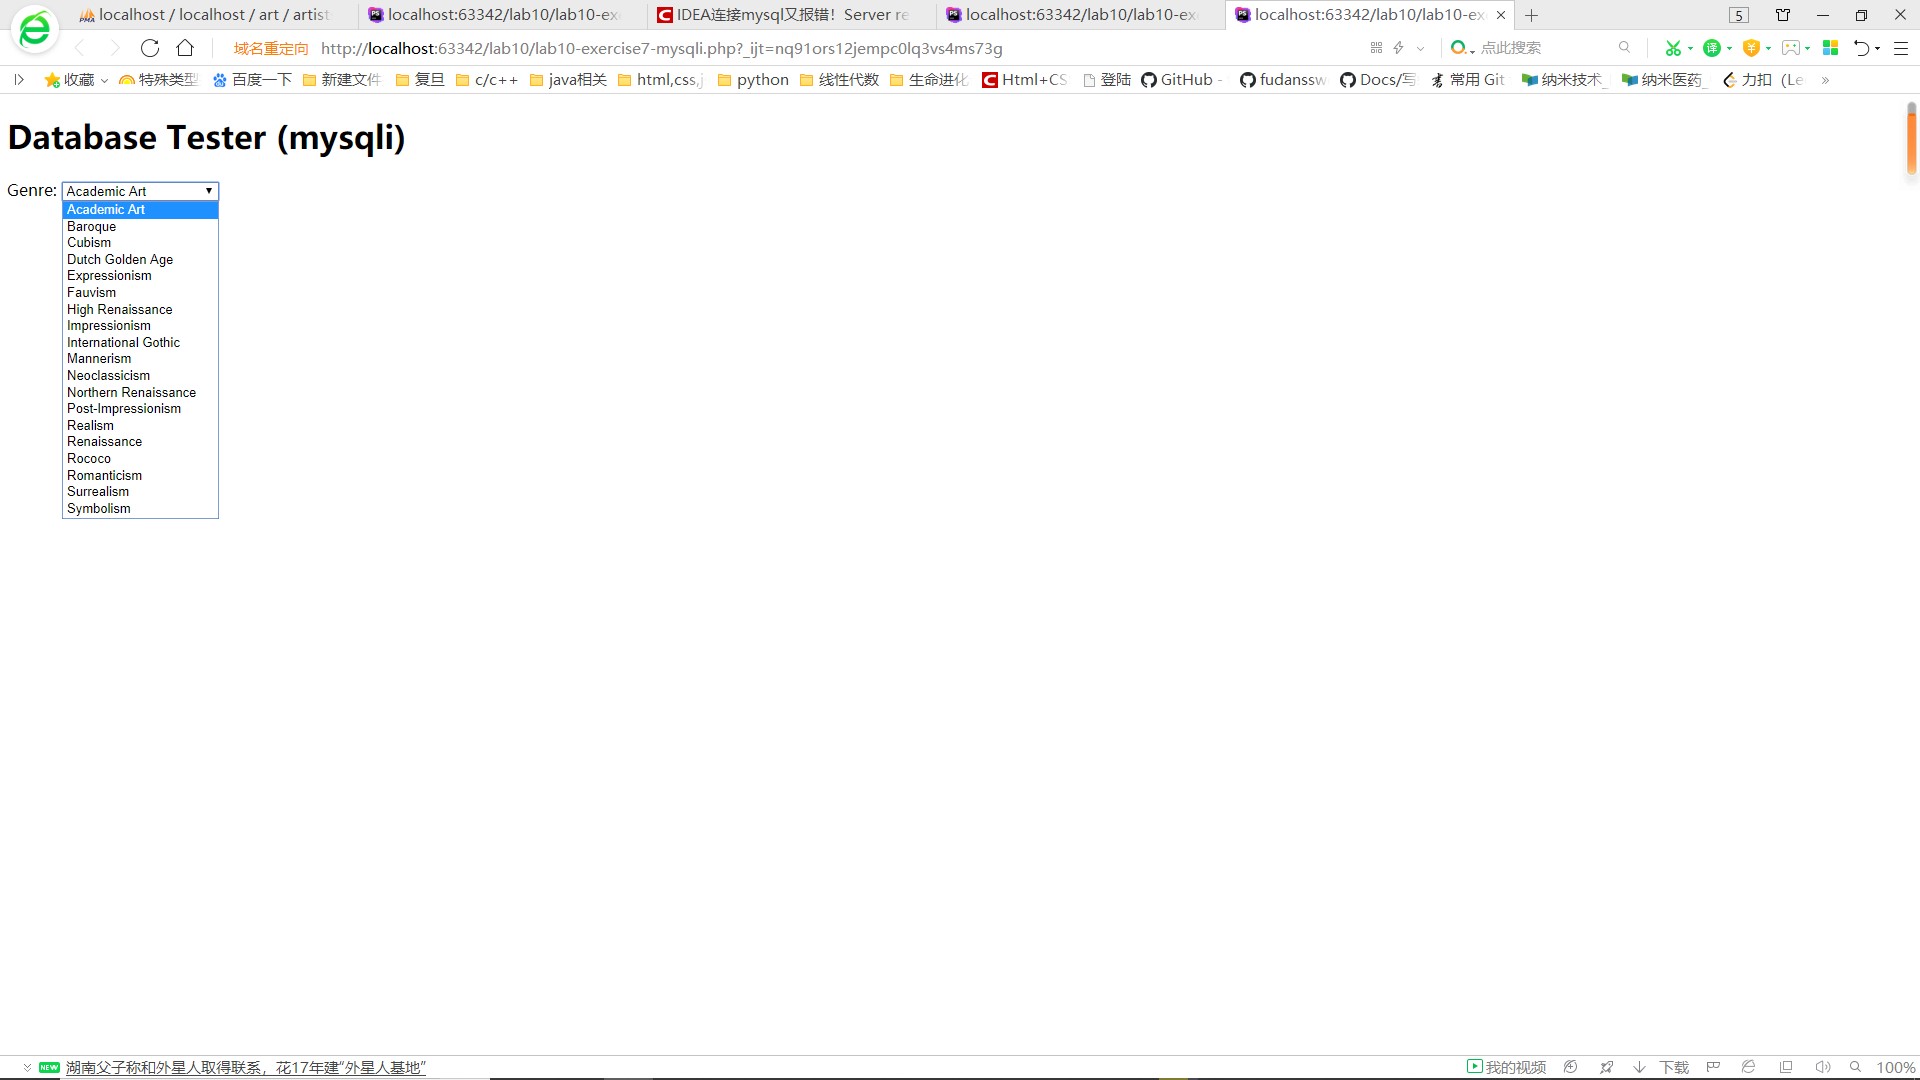 localhost / localhost / art / artist
localhost:63342/lab10/lab10-ex
IDEA连接mysql又报错！Server re
localhost:63342/lab10/lab10-ex
localhost:63342/lab10/lab10-ex
5
域名重定向 http://localhost:63342/lab10/lab10-exercise7-mysqli.php?_ijt=nq91ors12jempc0lq3vs4ms73g
点此搜索
译
收藏 特殊类型 百度一下 新建文件 复旦 c/c++ java相关 html,css,j python 线性代数 生命进化 Html+CS 登陆 GitHub - fudanssw Docs/写 常用 Git 纳米技术_ 纳米医药_ 力扣 (Le »
Database Tester (mysqli)
Genre: Academic Art
Academic Art
Baroque
Cubism
Dutch Golden Age
Expressionism
Fauvism
High Renaissance
Impressionism
International Gothic
Mannerism
Neoclassicism
Northern Renaissance
Post-Impressionism
Realism
Renaissance
Rococo
Romanticism
Surrealism
Symbolism
NEW 湖南父子称和外星人取得联系，花17年建“外星人基地”
我的视频 下载 100%